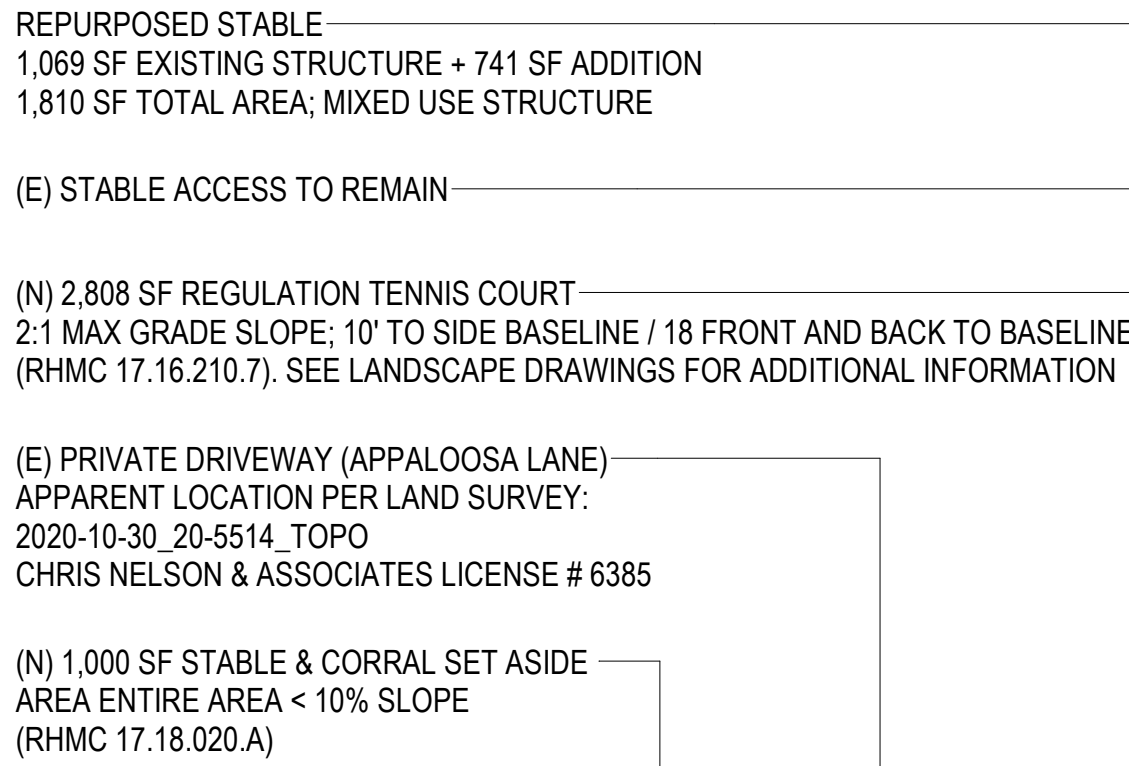 REPURPOSED STABLE
1,069 SF EXISTING STRUCTURE + 741 SF ADDITION
1,810 SF TOTAL AREA; MIXED USE STRUCTURE
(E) STABLE ACCESS TO REMAIN
(N) 2,808 SF REGULATION TENNIS COURT
2:1 MAX GRADE SLOPE; 10' TO SIDE BASELINE / 18 FRONT AND BACK TO BASELINE
(RHMC 17.16.210.7). SEE LANDSCAPE DRAWINGS FOR ADDITIONAL INFORMATION
(E) PRIVATE DRIVEWAY (APPALOOSA LANE)
APPARENT LOCATION PER LAND SURVEY:
2020-10-30_20-5514_TOPO
CHRIS NELSON & ASSOCIATES LICENSE # 6385
(N) 1,000 SF STABLE & CORRAL SET ASIDE
AREA ENTIRE AREA < 10% SLOPE
(RHMC 17.18.020.A)